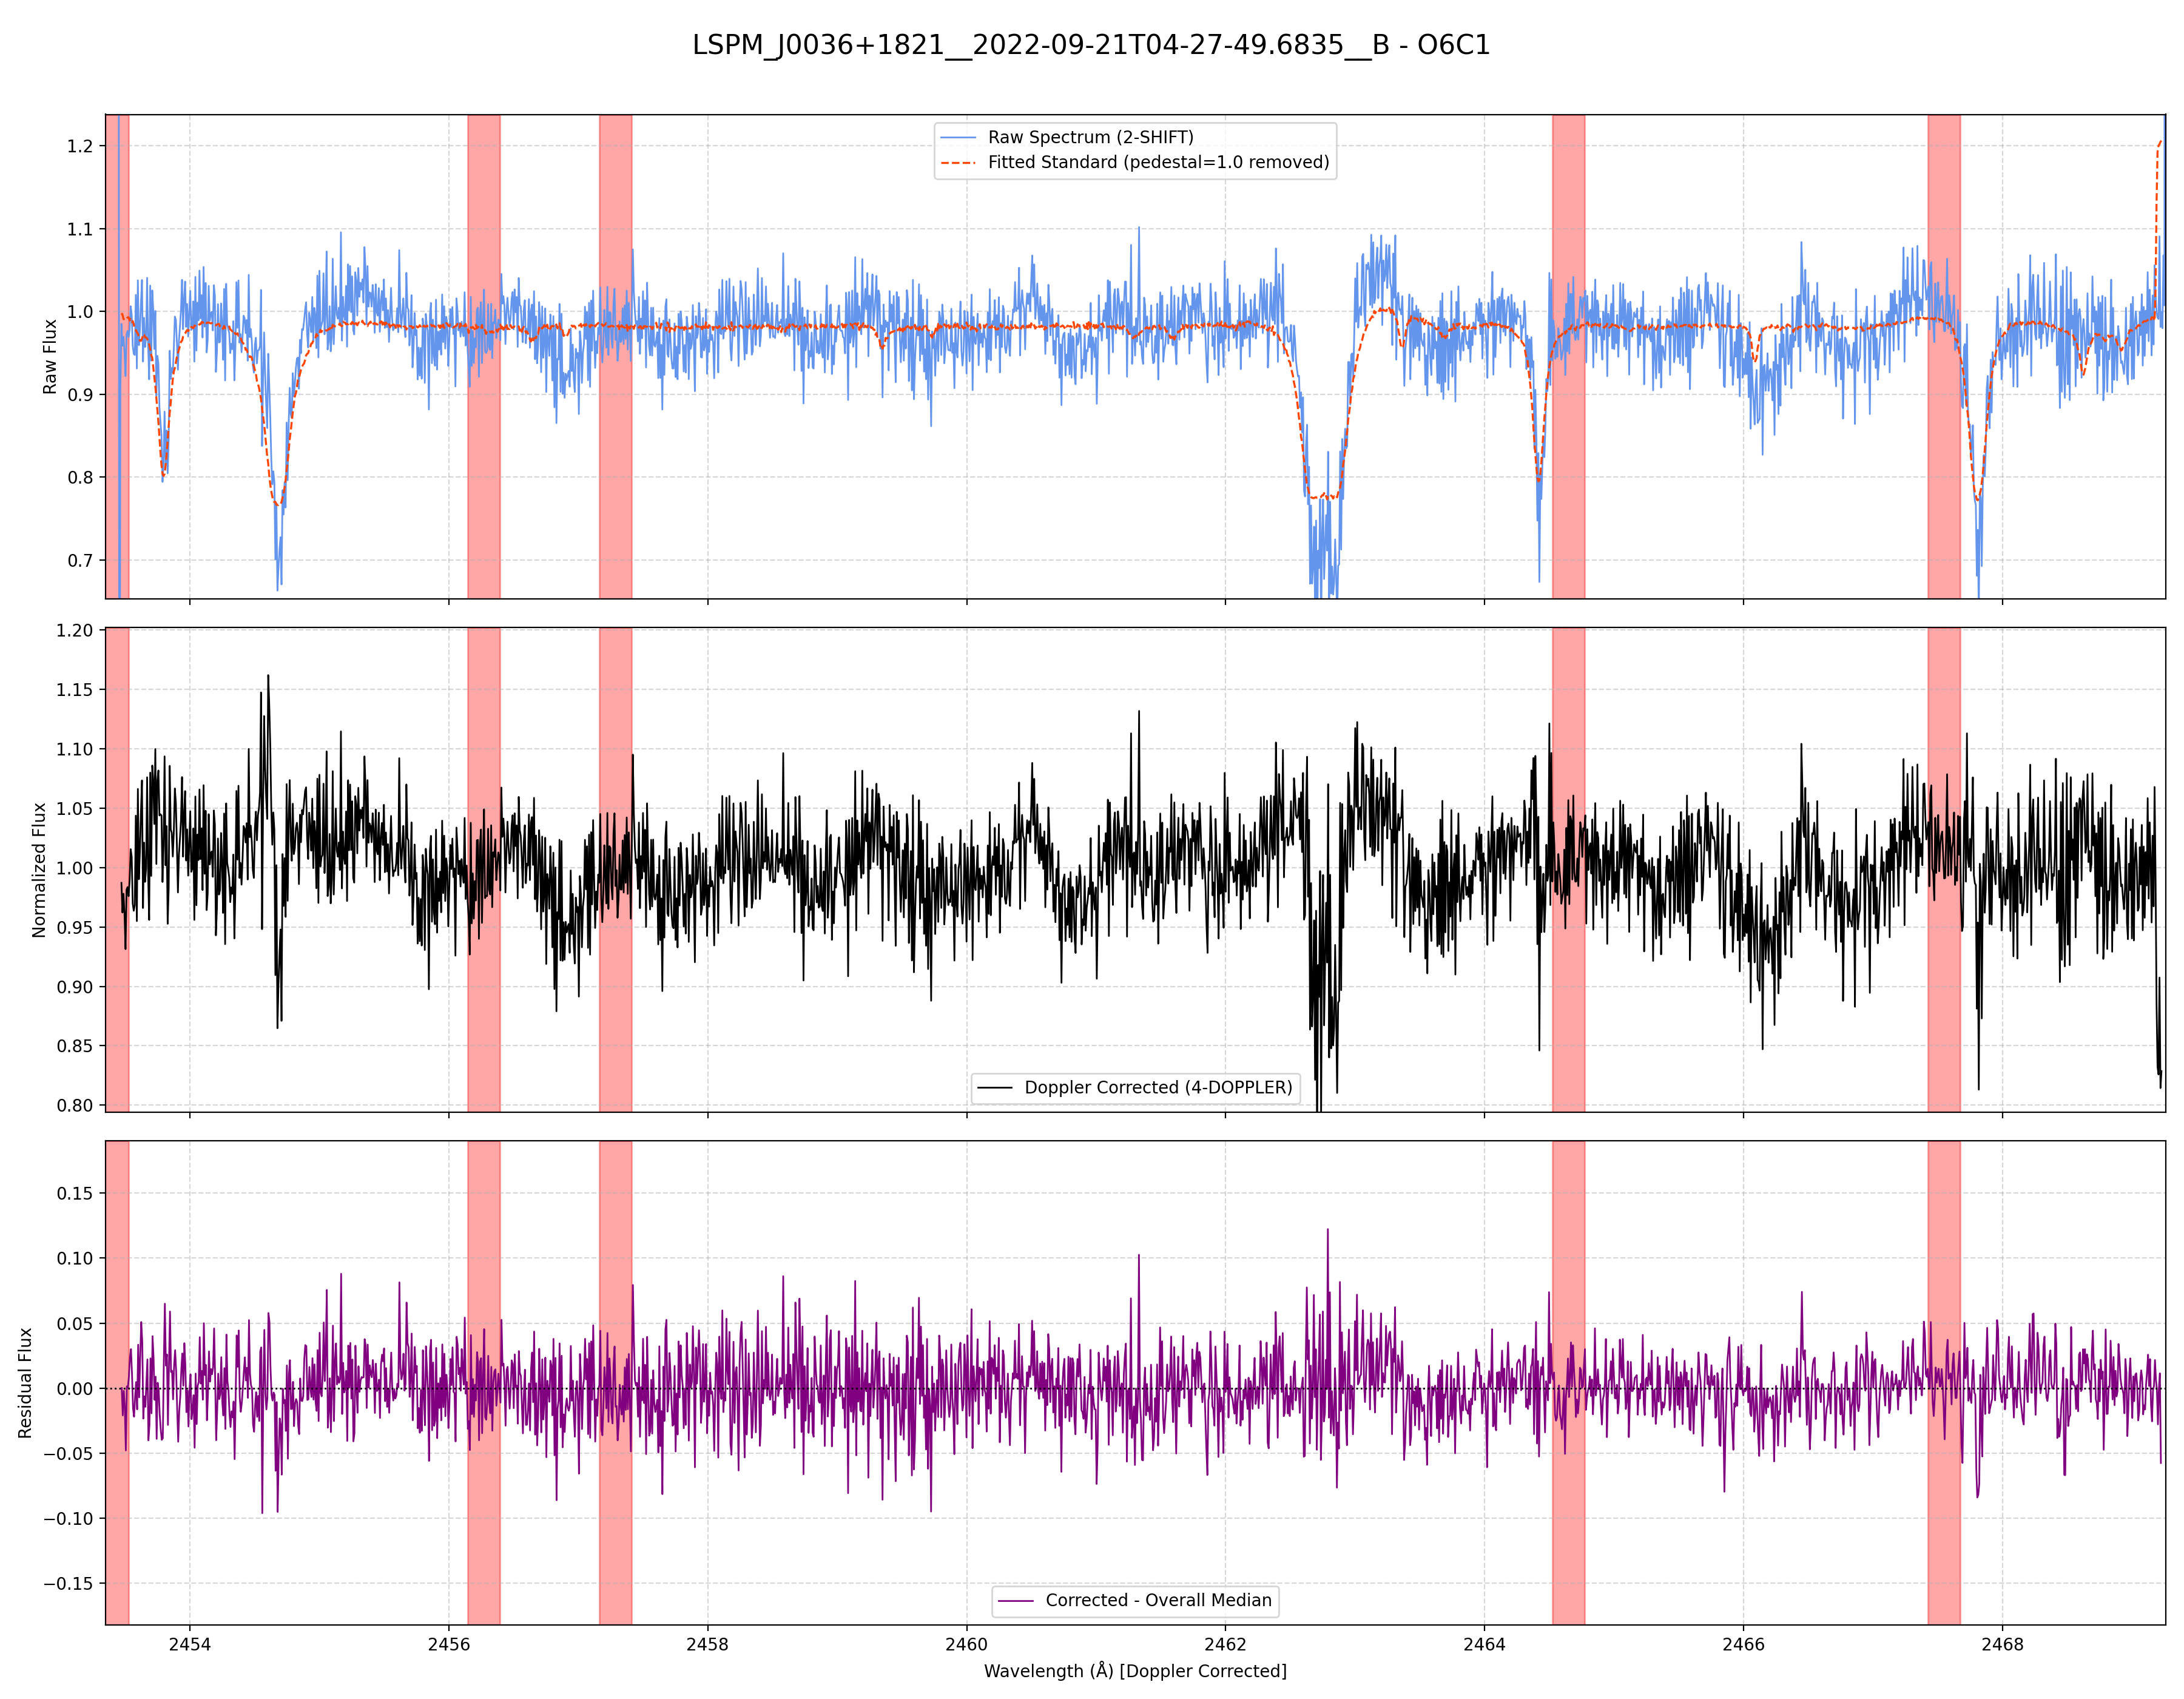 LSPM_J0036+1821__2022-09-21T04-27-49.6835__B - O6C1
Raw Spectrum (2-SHIFT)
Fitted Standard (pedestal=1.0 removed)
Raw Flux
1.2
1.1
1.0
0.9
0.8
0.7
Normalized Flux
1.20
1.15
1.10
1.05
1.00
0.95
0.90
0.85
0.80
Doppler Corrected (4-DOPPLER)
Residual Flux
0.15
0.10
0.05
0.00
−0.05
−0.10
−0.15
Corrected - Overall Median
2454 2456 2458 2460 2462 2464 2466 2468
Wavelength (Å) [Doppler Corrected]